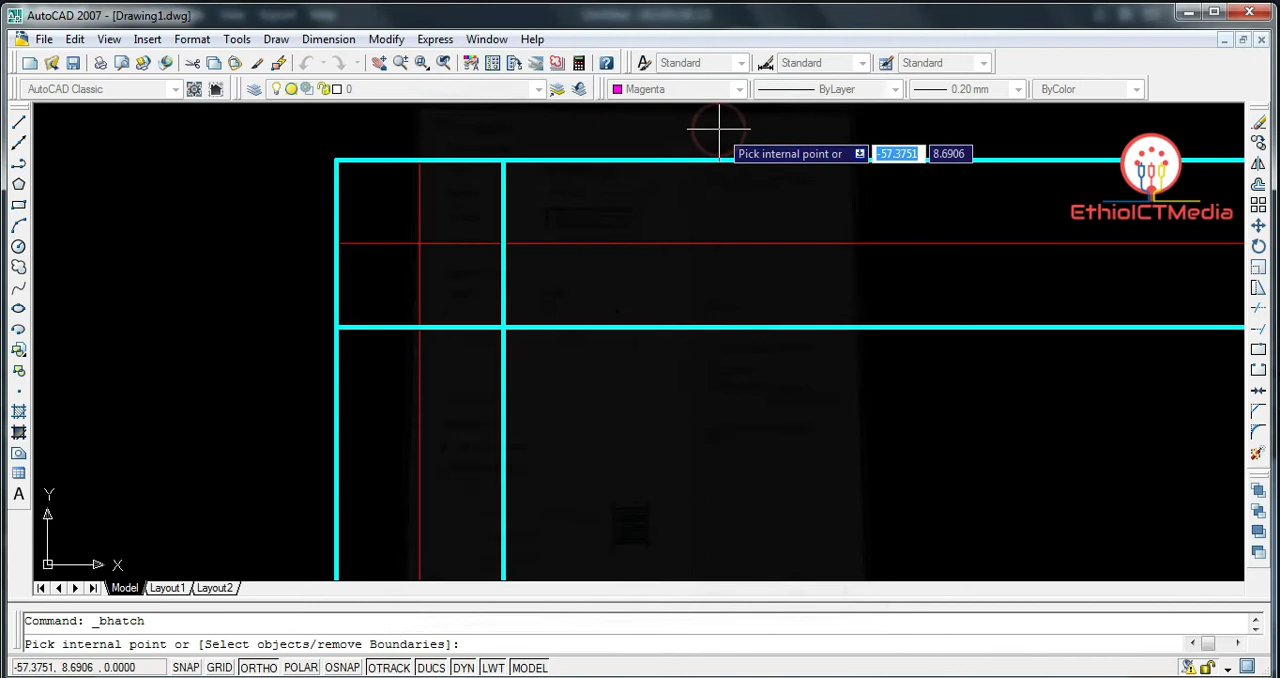 AutoCAD 2007 - [Drawing1.dwg]
File Edit View Insert Format Tools Draw Dimension Modify Express Window Help
Standard Standard Standard
AutoCAD Classic 0 Magenta ByLayer 0.20 mm ByColor
Pick internal point or -57.3751 8.6906
EthioICTMedia
A
Y
X
Model Layout1 Layout2
Command: _bhatch
Pick internal point or [Select objects/remove Boundaries]:
-57.3751, 8.6906 , 0.0000 SNAP GRID ORTHO POLAR OSNAP OTRACK DUCS DYN LWT MODEL